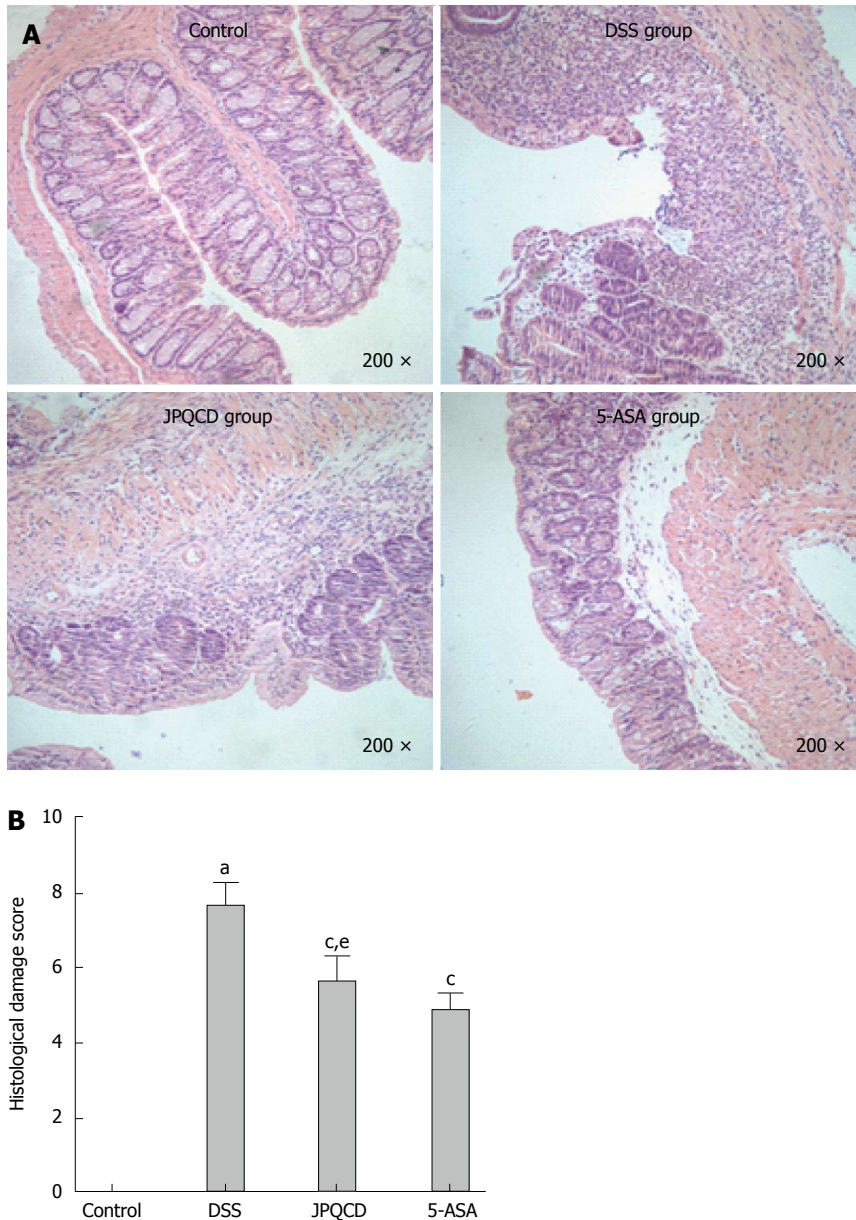 A
Control
200 ×
DSS group
200 ×
JPQCD group
200 ×
5-ASA group
200 ×
B
Histological damage score
10
8
6
4
2
0
a
c,e
c
Control DSS JPQCD 5-ASA